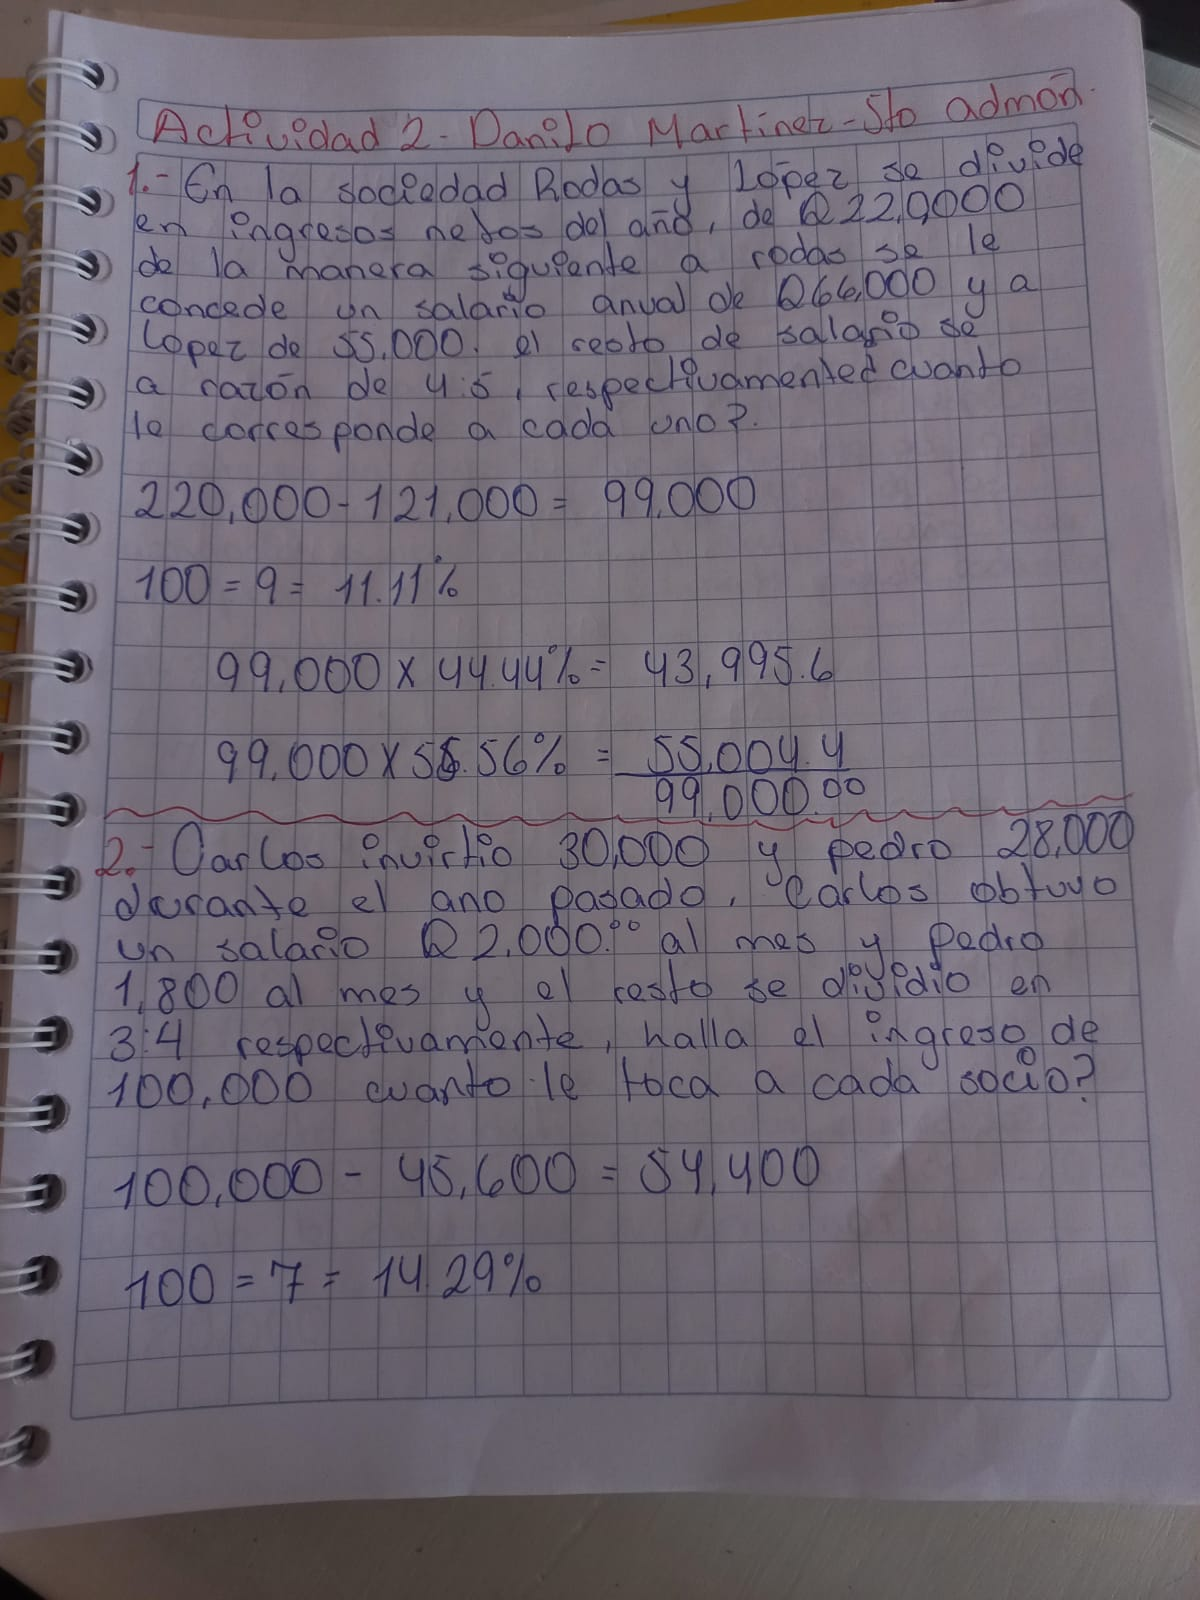 Actividad 2 - Danilo Martinez - 5to admón.
1.- En la sociedad Rodas y López se divide
en ingresos netos del año, de Q22,0000
de la manera siguiente a rodas se le
concede un salario anual de Q66,000 y a
Lopez de 55,000. el resto de salario se
a razón de 4:5, respectivamente¿cuanto
le corresponde a cada uno?.
220,000 - 121,000 = 99,000
100 = 9 = 11.11%
99,000 x 44.44% = 43,995.6
99,000 x 55.56% = 55,004.4
99,000.00
2.- Carlos invirtio 30,000 y pedro 28,000
durante el ano pasado, Carlos obtuvo
un salario Q2,000.00 al mes y Pedro
1,800 al mes y el resto se dividio en
3:4 respectivamente, halla el ingreso de
100,000 cuanto le toca a cada socio?
100,000 - 45,600 = 54,400
100 = 7 = 14.29%